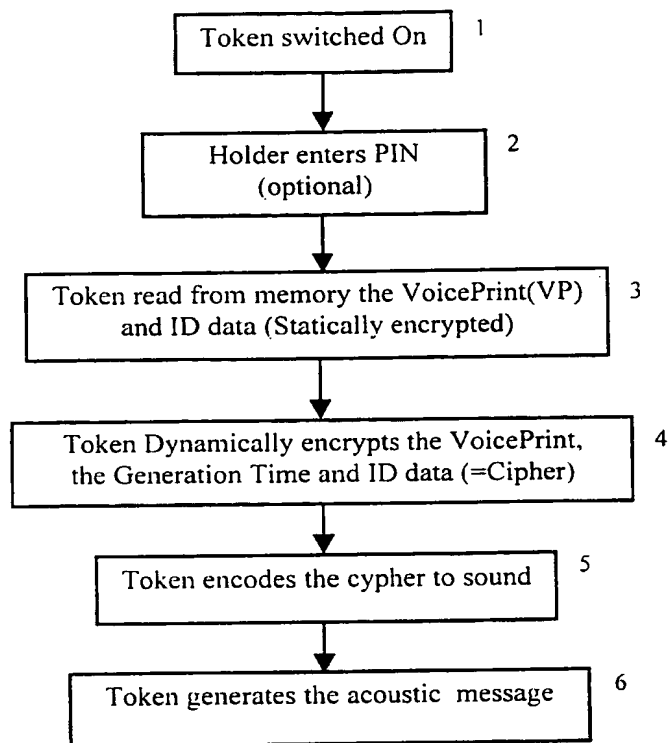 Token switched On 1
Holder enters PIN 2
(optional)
Token read from memory the VoicePrint(VP) 3
and ID data (Statically encrypted)
Token Dynamically encrypts the VoicePrint, 4
the Generation Time and ID data (=Cipher)
Token encodes the cypher to sound 5
Token generates the acoustic message 6